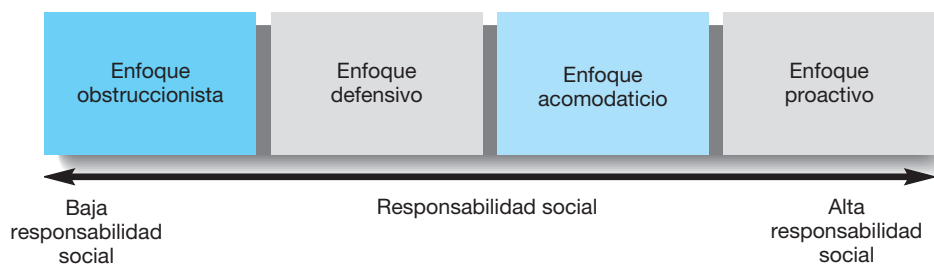 Enfoque
obstruccionista
Enfoque
defensivo
Enfoque
acomodaticio
Enfoque
proactivo
Baja
responsabilidad
social
Responsabilidad social
Alta
responsabilidad
social